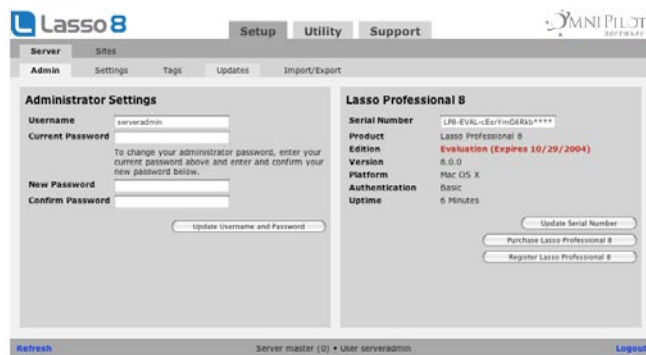 Lasso 8
Setup Utility Support
OMNIPILOT
SOFTWARE
Server Sites
Admin Settings Tags Updates Import/Export
Administrator Settings
Username serveradmin
Current Password
To change your administrator password, enter your
current password above and enter and confirm your
new password below.
New Password
Confirm Password
Update Username and Password
Lasso Professional 8
Serial Number LP8-EVAL-cEsrYmG6Rkb****
Product Lasso Professional 8
Edition Evaluation (Expires 10/29/2004)
Version 8.0.0
Platform Mac OS X
Authentication Basic
Uptime 6 Minutes
Update Serial Number
Purchase Lasso Professional 8
Register Lasso Professional 8
Refresh Server master (0) • User serveradmin Logout